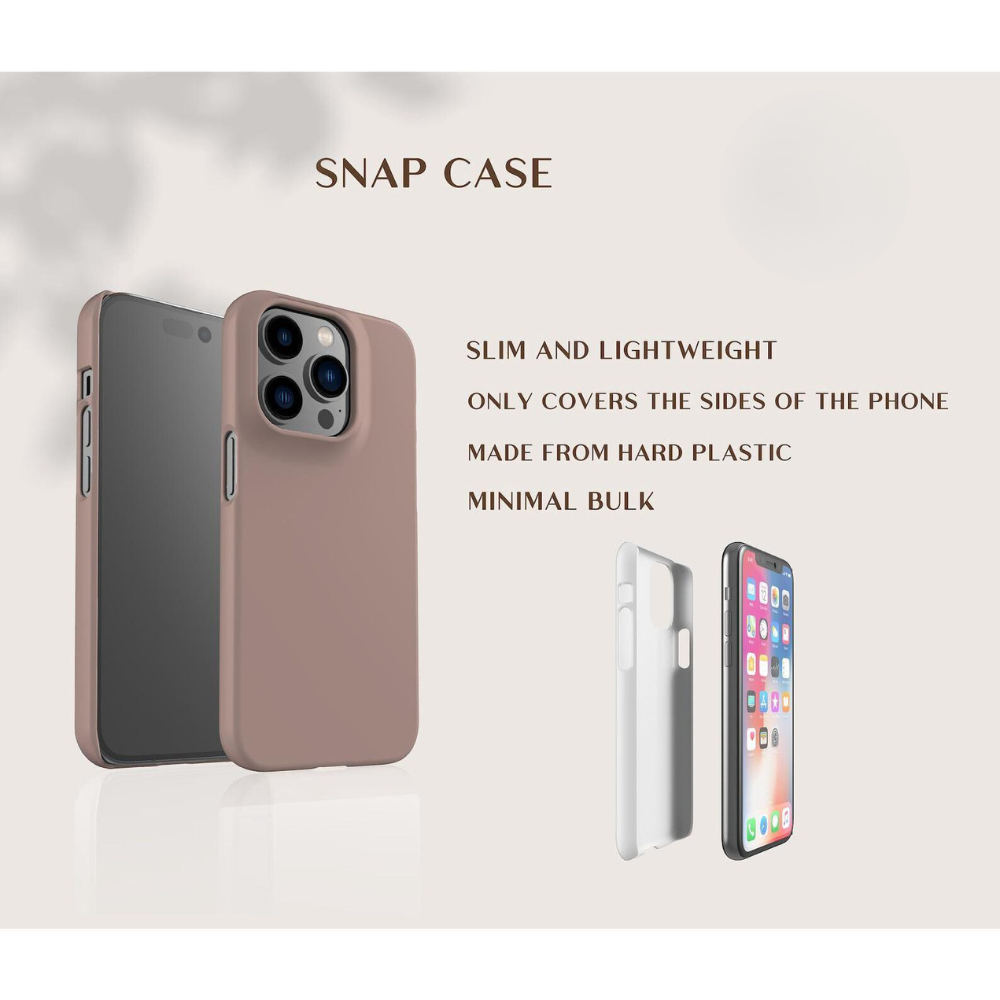 SNAP CASE
SLIM AND LIGHTWEIGHT
ONLY COVERS THE SIDES OF THE PHONE
MADE FROM HARD PLASTIC
MINIMAL BULK